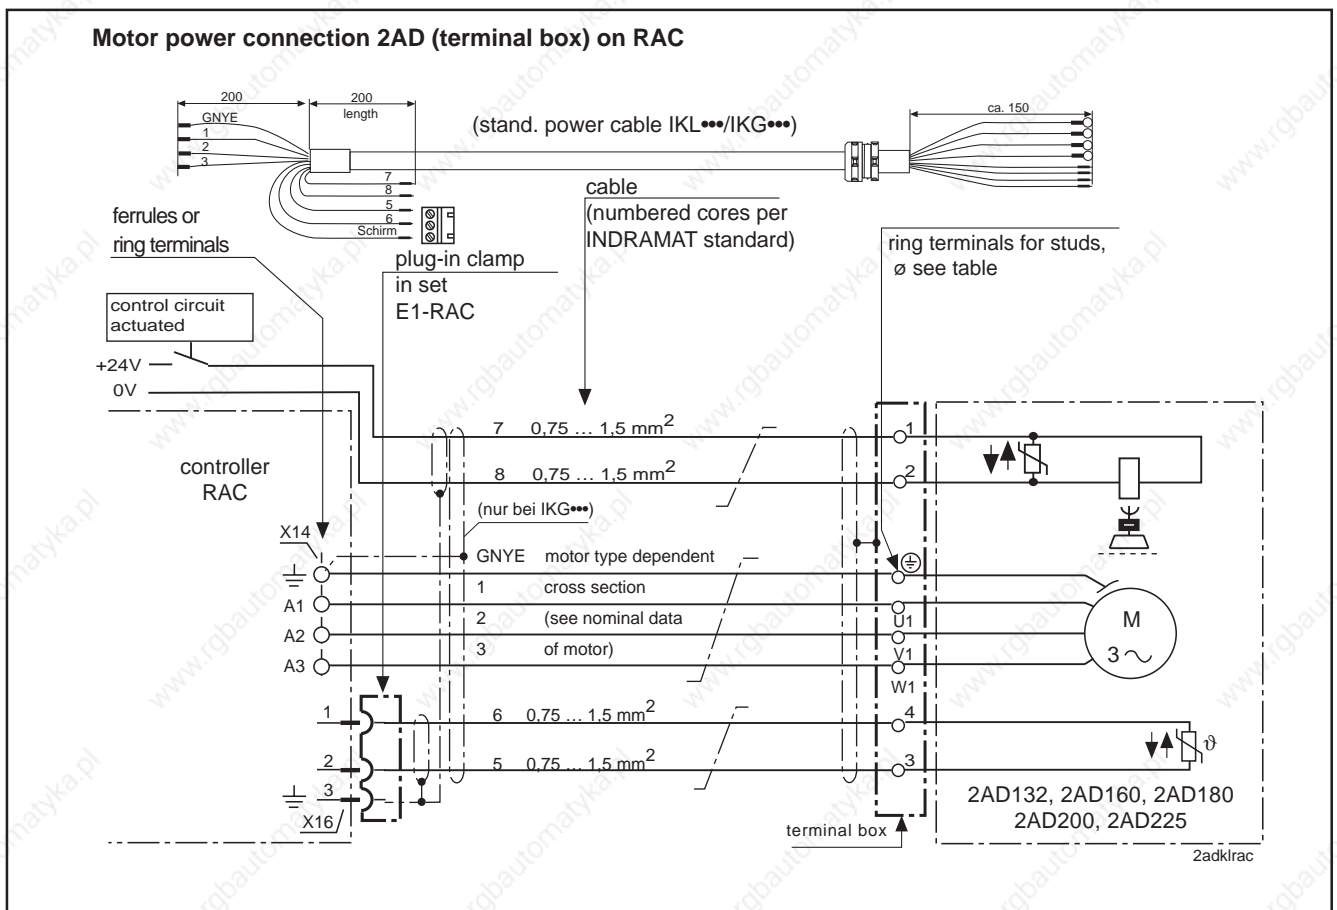 Motor power connection 2AD (terminal box) on RAC
200
200
length
ca. 150
GNYE
1
2
3
(stand. power cable IKL•••/IKG•••)
7
8
5
6
Schirm
cable
(numbered cores per
INDRAMAT standard)
ferrules or
ring terminals
plug-in clamp
in set
E1-RAC
ring terminals for studs,
ø see table
control circuit
actuated
+24V
0V
7 0,75 ... 1,5 mm²
1
8 0,75 ... 1,5 mm²
2
controller
RAC
(nur bei IKG•••)
X14
GNYE motor type dependent
A1
1 cross section
U1
A2
2 (see nominal data
V1
A3
3 of motor)
W1
M
3 ~
1
6 0,75 ... 1,5 mm²
4
2
5 0,75 ... 1,5 mm²
3
ϑ
3
X16
2AD132, 2AD160, 2AD180
2AD200, 2AD225
terminal box
2adklrac
www.rgbautomatyka.pl